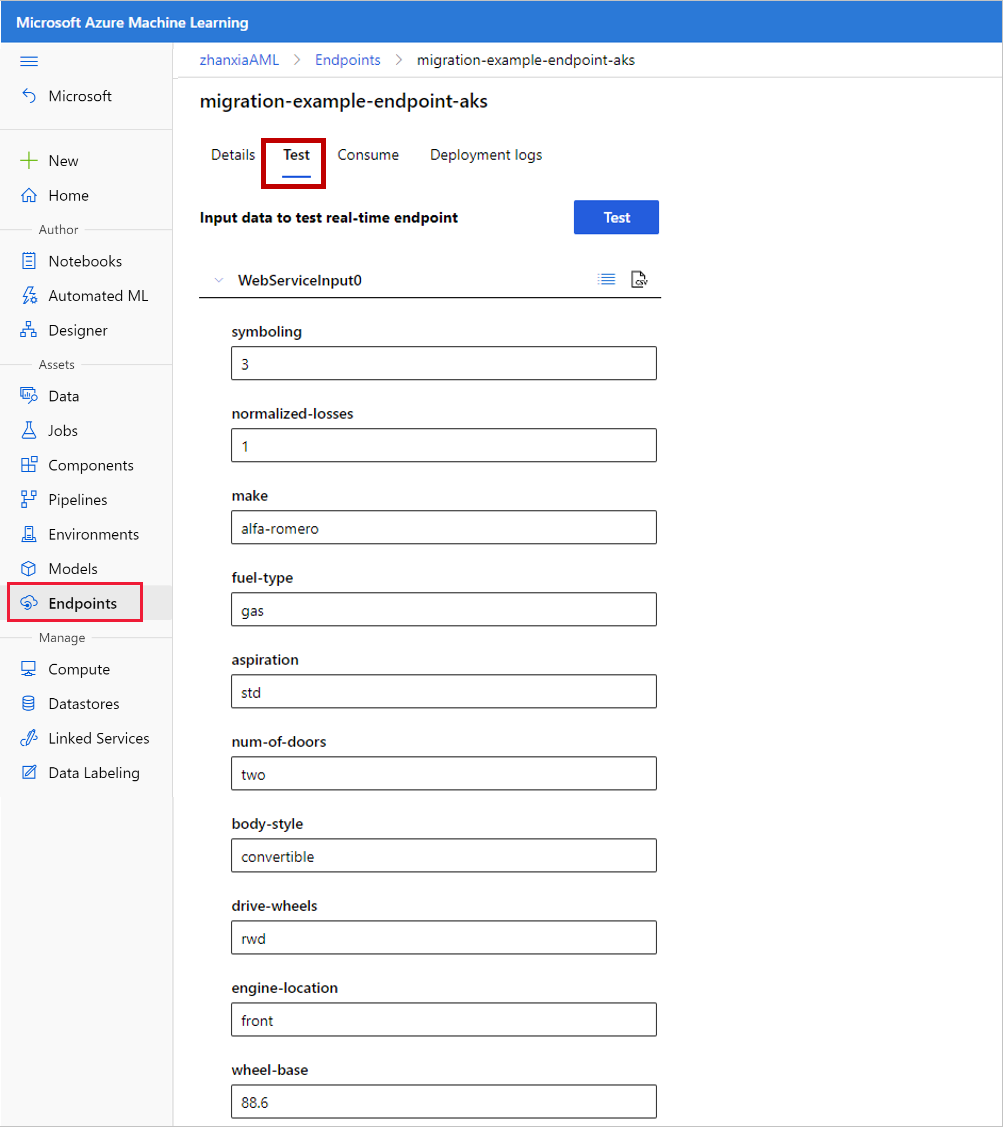 Microsoft Azure Machine Learning
Microsoft
New
Home
Author
Notebooks
Automated ML
Designer
Assets
Data
Jobs
Components
Pipelines
Environments
Models
Endpoints
Manage
Compute
Datastores
Linked Services
Data Labeling
zhanxiaAML > Endpoints > migration-example-endpoint-aks
migration-example-endpoint-aks
Details Test Consume Deployment logs
Input data to test real-time endpoint Test
WebServiceInput0 CSV
symboling
3
normalized-losses
1
make
alfa-romero
fuel-type
gas
aspiration
std
num-of-doors
two
body-style
convertible
drive-wheels
rwd
engine-location
front
wheel-base
88.6